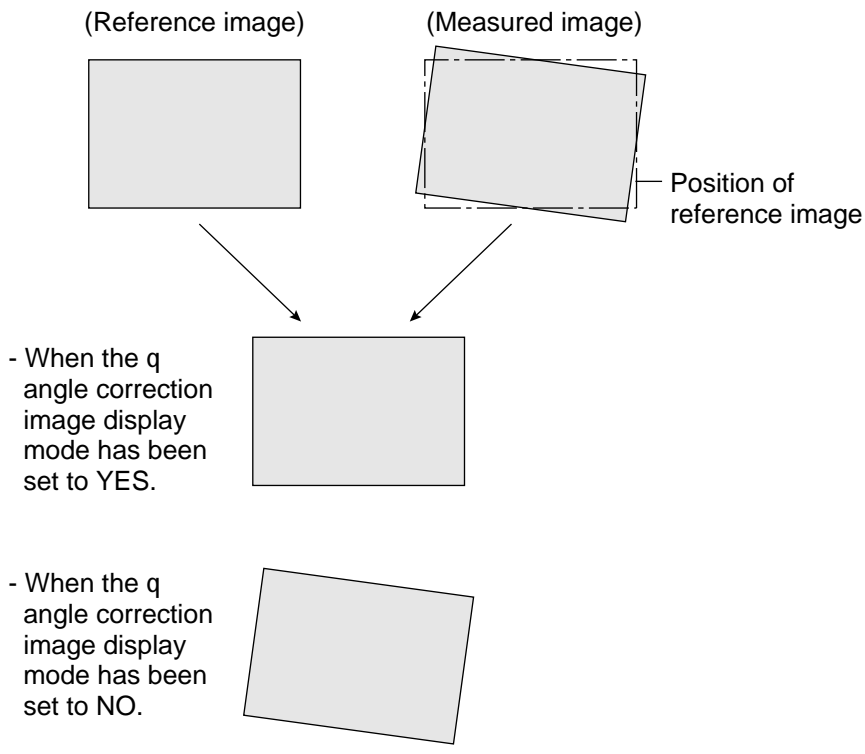 (Reference image)
(Measured image)
Position of
reference image
- When the q
angle correction
image display
mode has been
set to YES.
- When the q
angle correction
image display
mode has been
set to NO.